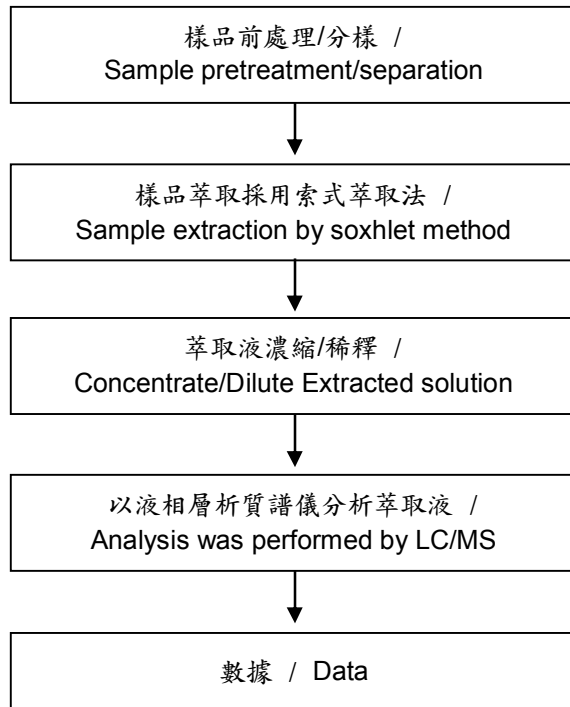 樣品前處理/分樣 /
Sample pretreatment/separation
樣品萃取採用索式萃取法 /
Sample extraction by soxhlet method
萃取液濃縮/稀釋 /
Concentrate/Dilute Extracted solution
以液相層析質譜儀分析萃取液 /
Analysis was performed by LC/MS
數據 / Data